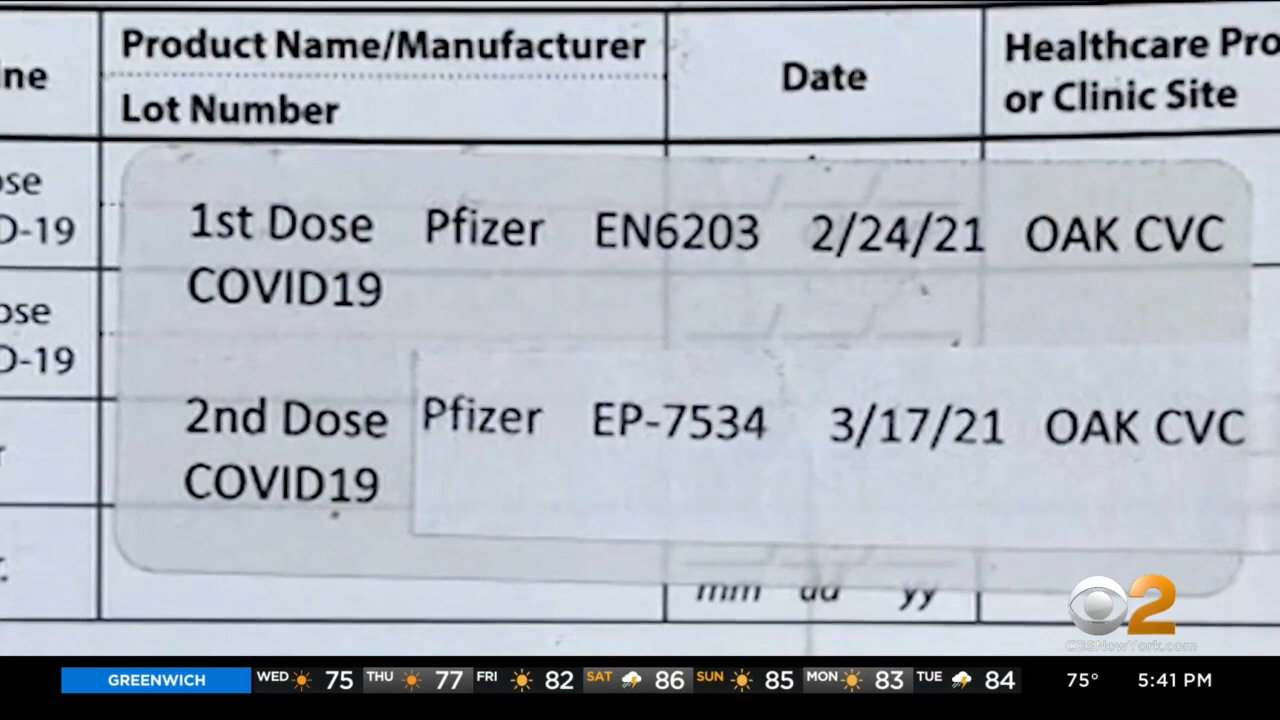 Product Name/Manufacturer
Lot Number
Date
Healthcare Pro
or Clinic Site
ine
ose
D-19
ose
D-19
1st Dose Pfizer EN6203 2/24/21 OAK CVC
COVID19
2nd Dose Pfizer EP-7534 3/17/21 OAK CVC
COVID19
mm dd yy
2
CBSNewYork.com
GREENWICH WED 75 THU 77 FRI 82 SAT 86 SUN 85 MON 83 TUE 84 75° 5:41 PM